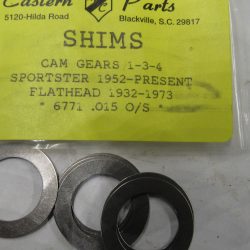 Eastern Parts
5120-Hilda Road Blackville, S.C. 29817
SHIMS
CAM GEARS 1-3-4
SPORTSTER 1952-PRESENT
FLATHEAD 1932-1973
* 6771 .015 O/S *